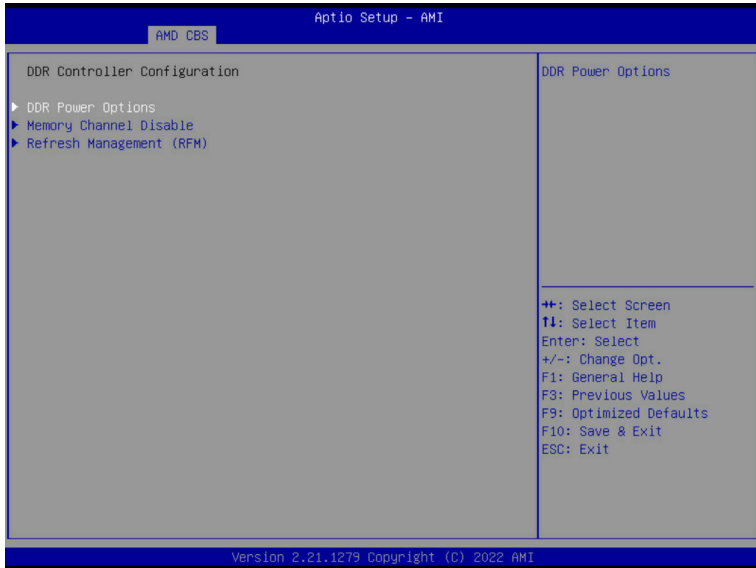 Aptio Setup – AMI
AMD CBS
DDR Controller Configuration
DDR Power Options
Memory Channel Disable
Refresh Management (RFM)
DDR Power Options
→←: Select Screen
↑↓: Select Item
Enter: Select
+/-: Change Opt.
F1: General Help
F3: Previous Values
F9: Optimized Defaults
F10: Save & Exit
ESC: Exit
Version 2.21.1279 Copyright (C) 2022 AMI